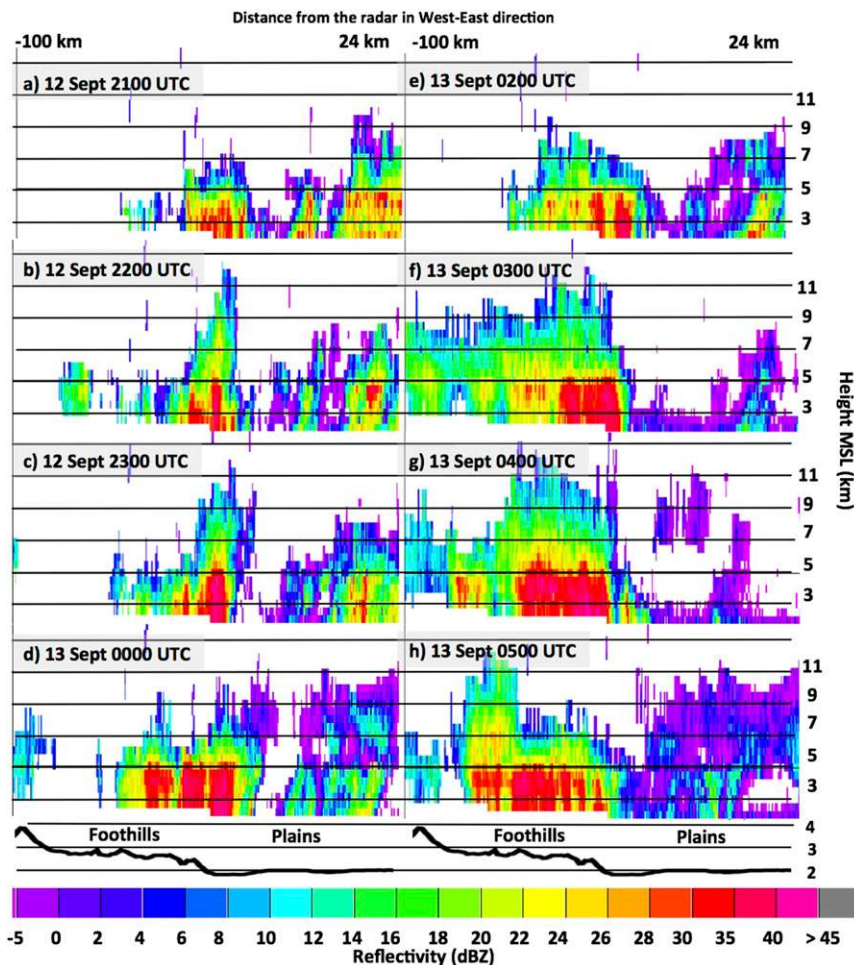 Distance from the radar in West-East direction
-100 km 24 km -100 km 24 km
a) 12 Sept 2100 UTC e) 13 Sept 0200 UTC
11
9
7
5
3
b) 12 Sept 2200 UTC f) 13 Sept 0300 UTC
11
9
7
5
3
Height MSL (km)
c) 12 Sept 2300 UTC g) 13 Sept 0400 UTC
11
9
7
5
3
d) 13 Sept 0000 UTC h) 13 Sept 0500 UTC
11
9
7
5
3
Foothills Plains Foothills Plains
4
3
2
-5 0 2 4 6 8 10 12 14 16 18 20 22 24 26 28 30 35 40 > 45
Reflectivity (dBZ)